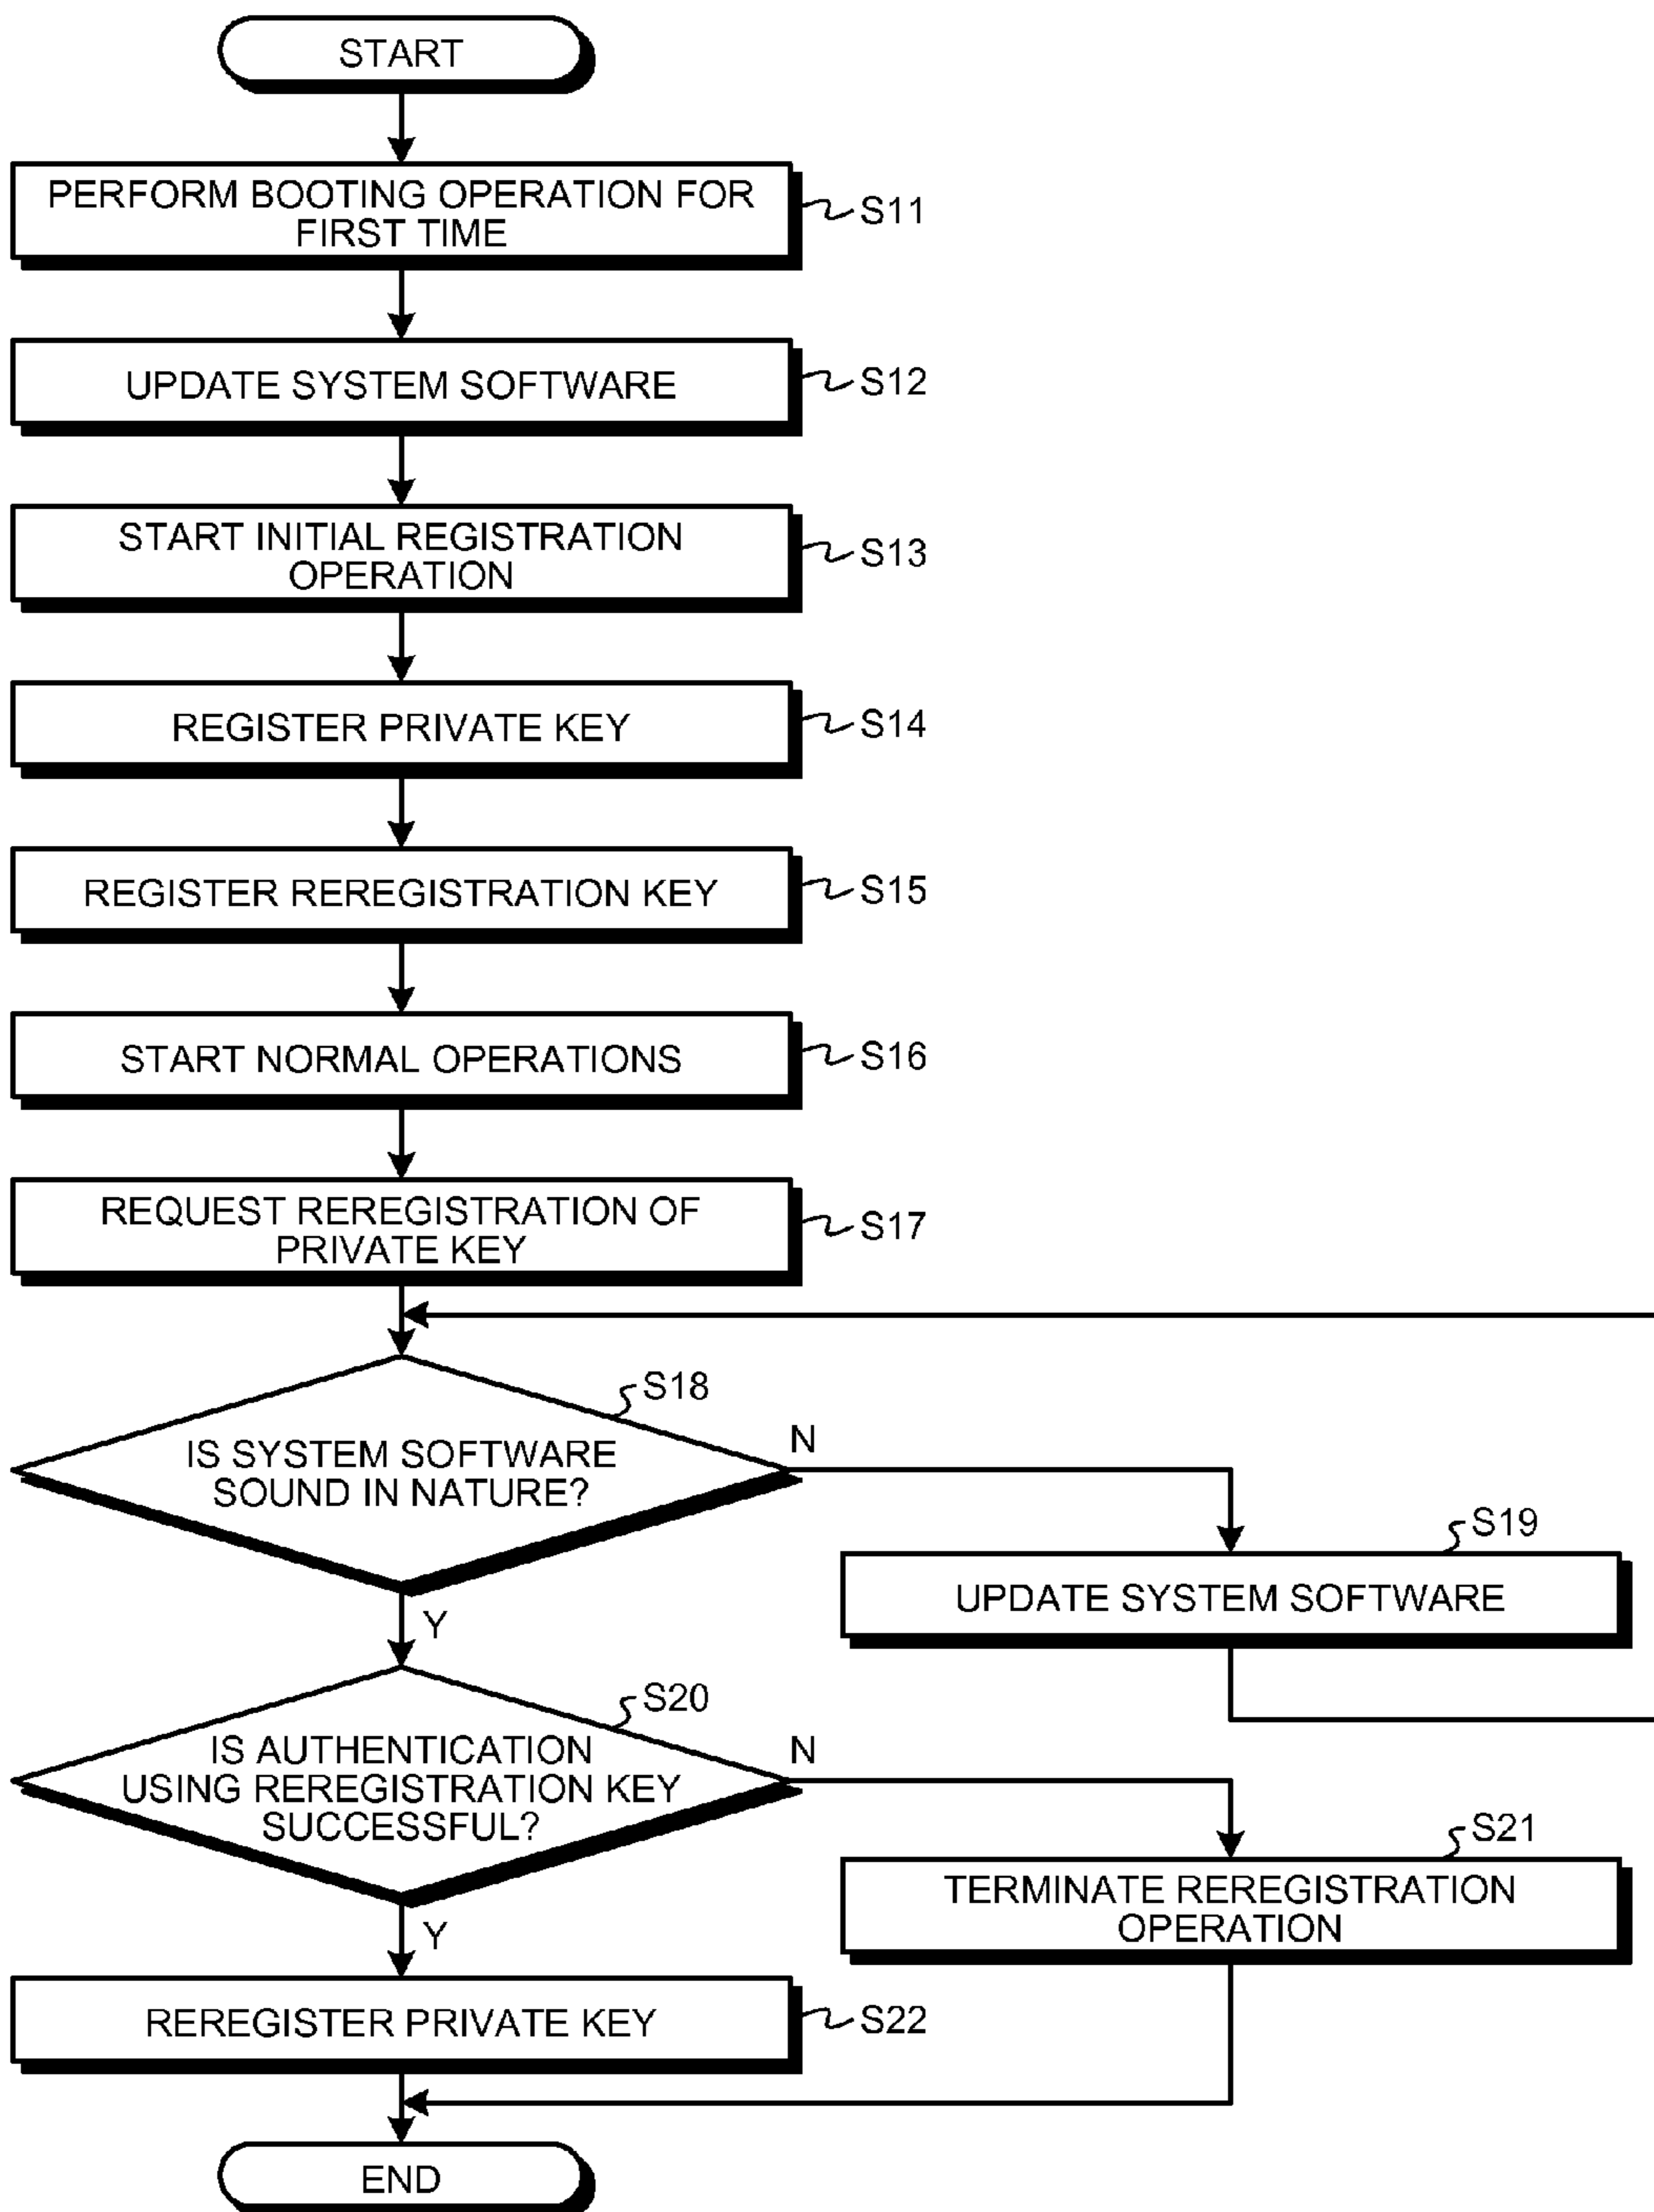 START
PERFORM BOOTING OPERATION FOR
FIRST TIME
S11
UPDATE SYSTEM SOFTWARE
S12
START INITIAL REGISTRATION
OPERATION
S13
REGISTER PRIVATE KEY
S14
REGISTER REREGISTRATION KEY
S15
START NORMAL OPERATIONS
S16
REQUEST REREGISTRATION OF
PRIVATE KEY
S17
S18
IS SYSTEM SOFTWARE
SOUND IN NATURE?
N
Y
S19
UPDATE SYSTEM SOFTWARE
S20
IS AUTHENTICATION
USING REREGISTRATION KEY
SUCCESSFUL?
N
Y
S21
TERMINATE REREGISTRATION
OPERATION
REREGISTER PRIVATE KEY
S22
END